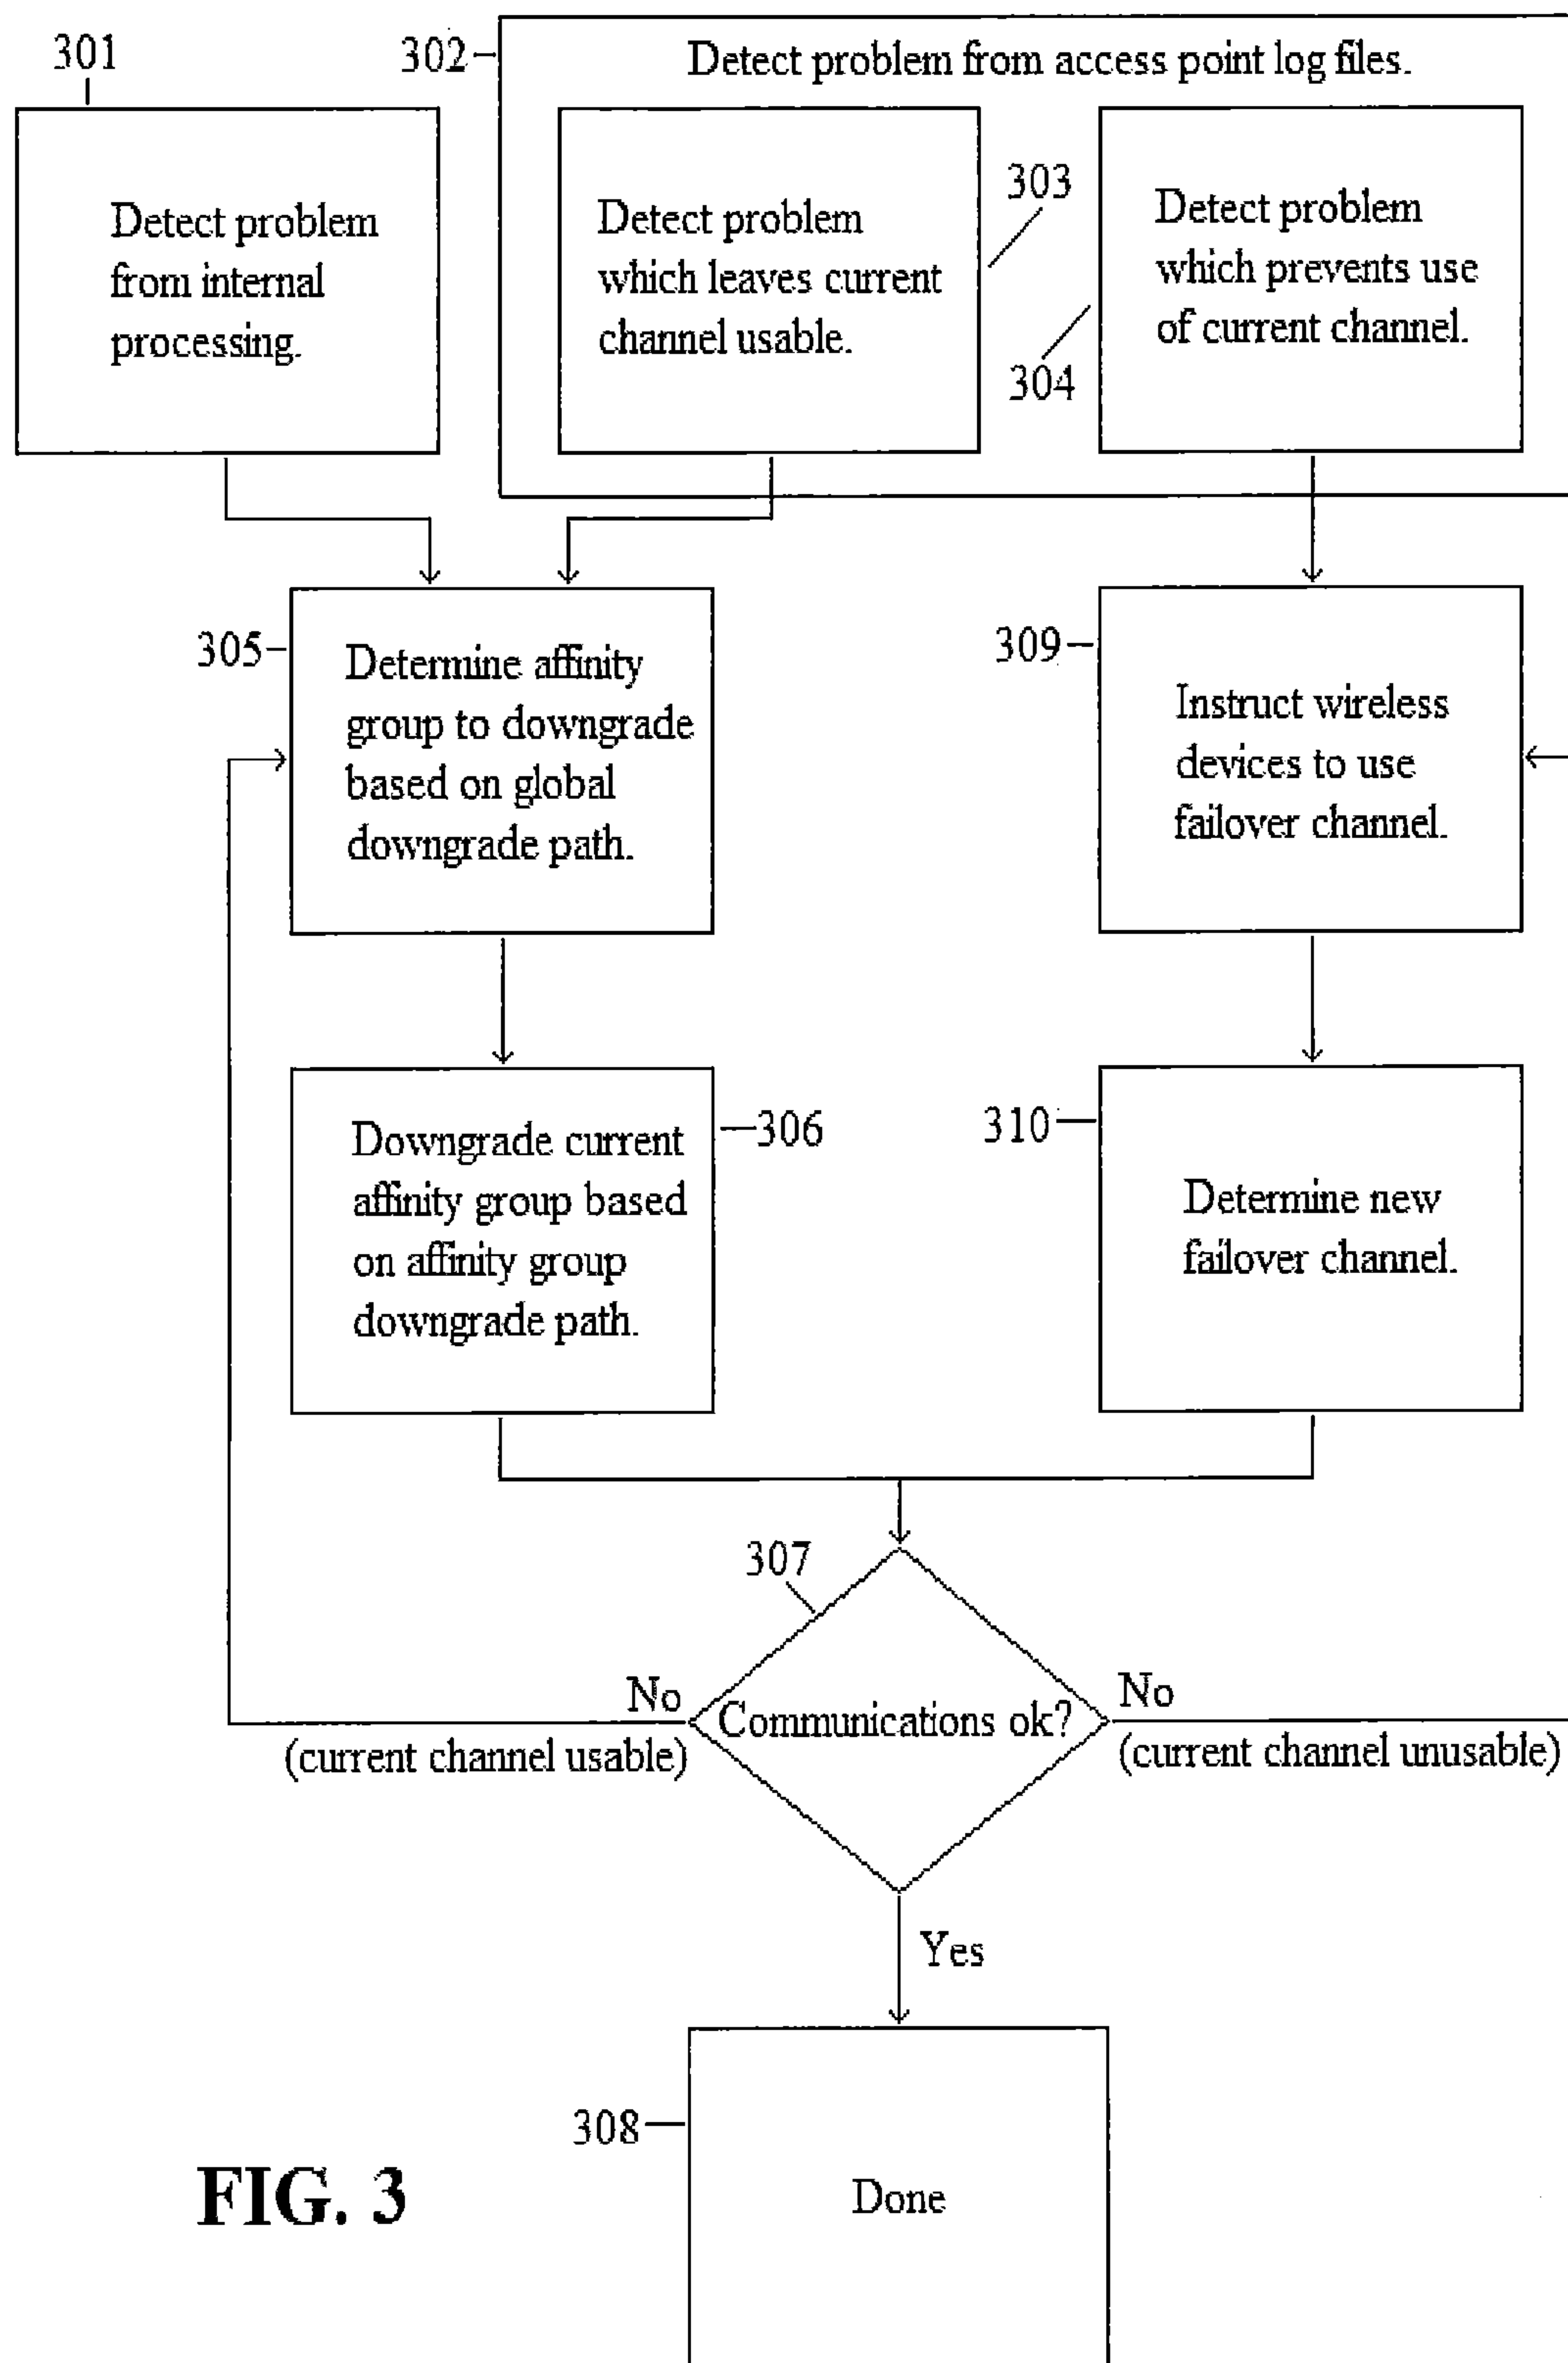 301
302
Detect problem from access point log files.
Detect problem
from internal
processing.
Detect problem
which leaves current
channel usable.
303
304
Detect problem
which prevents use
of current channel.
305
Determine affinity
group to downgrade
based on global
downgrade path.
309
Instruct wireless
devices to use
failover channel.
Downgrade current
affinity group based
on affinity group
downgrade path.
306
310
Determine new
failover channel.
307
Communications ok?
No
(current channel usable)
No
(current channel unusable)
Yes
308
Done
FIG. 3